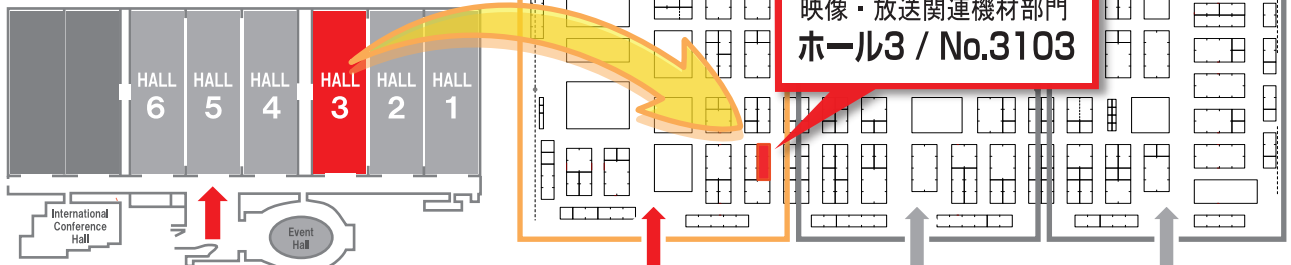 HALL 6
HALL 5
HALL 4
HALL 3
HALL 2
HALL 1
International
Conference
Hall
Event
Hall
映像・放送関連機材部門
ホール3 / No.3103